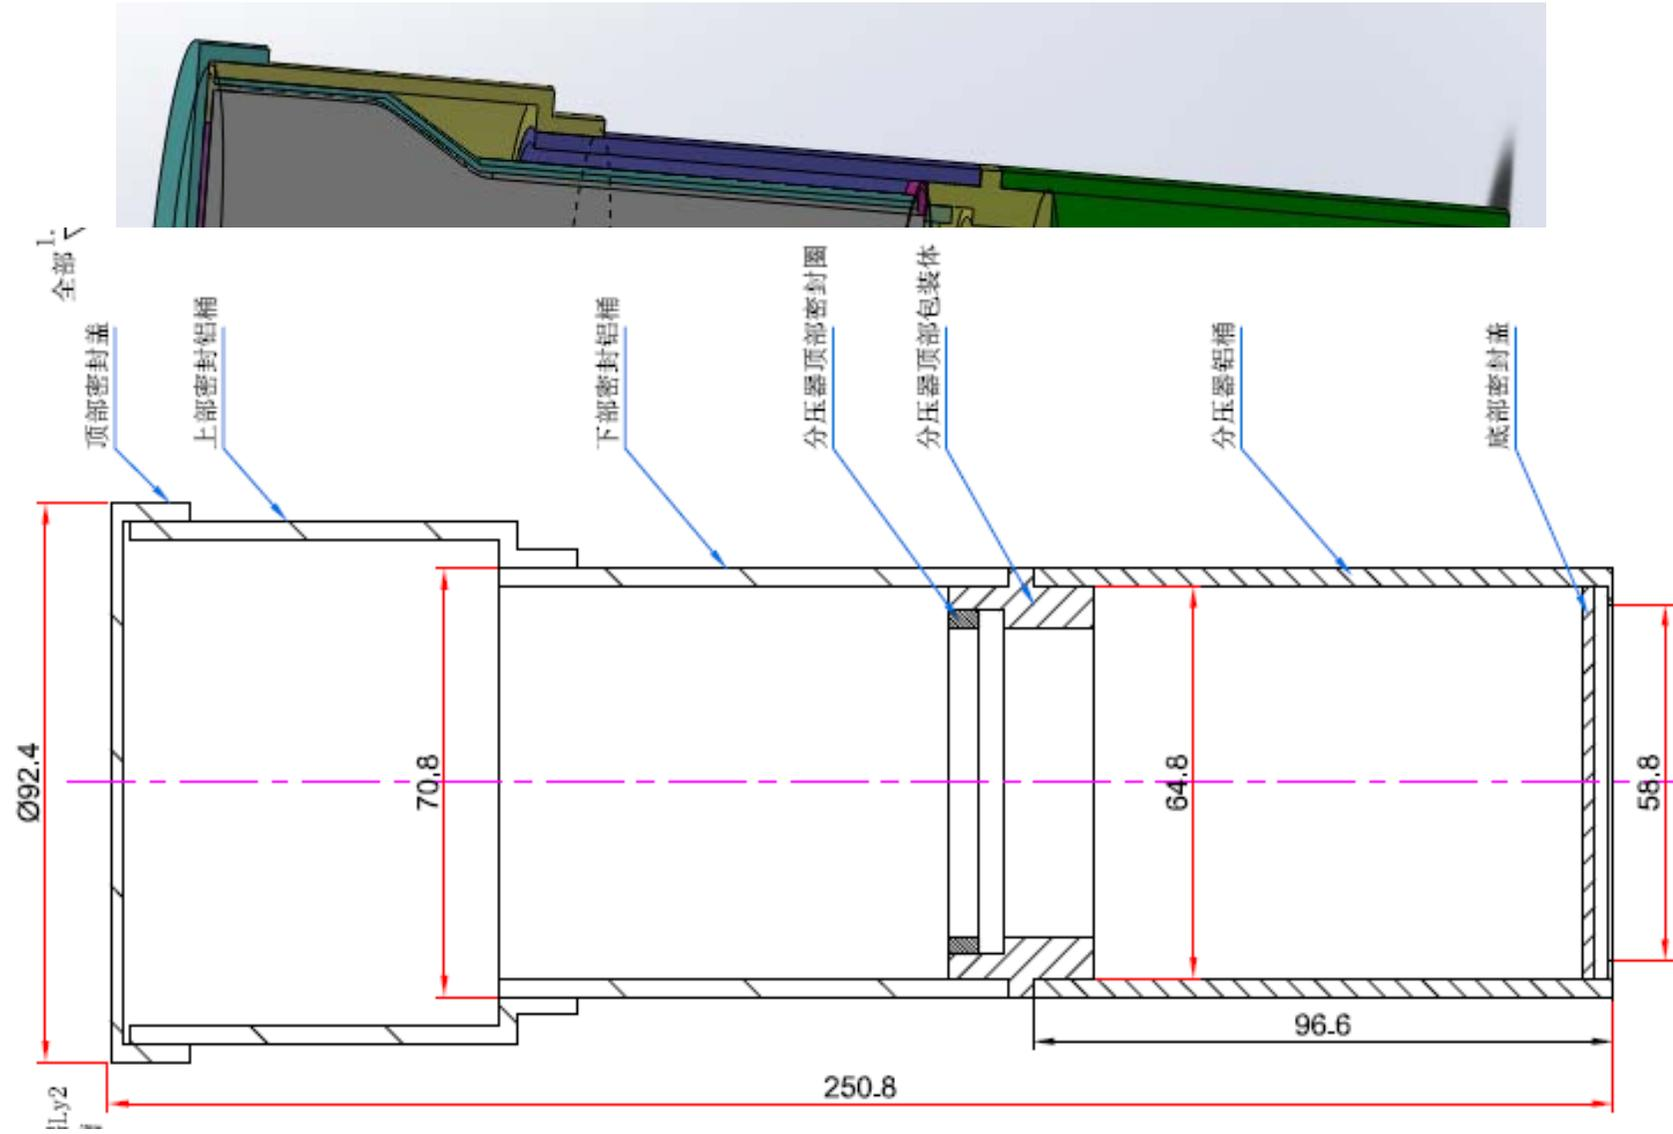 1.
全部
顶部密封盖
上部密封铝桶
下部密封铝桶
分压器顶部密封圈
分压器顶部包装体
分压器铝桶
底部密封盖
Ø92.4
70.8
64.8
58.8
96.6
250.8
Ly2